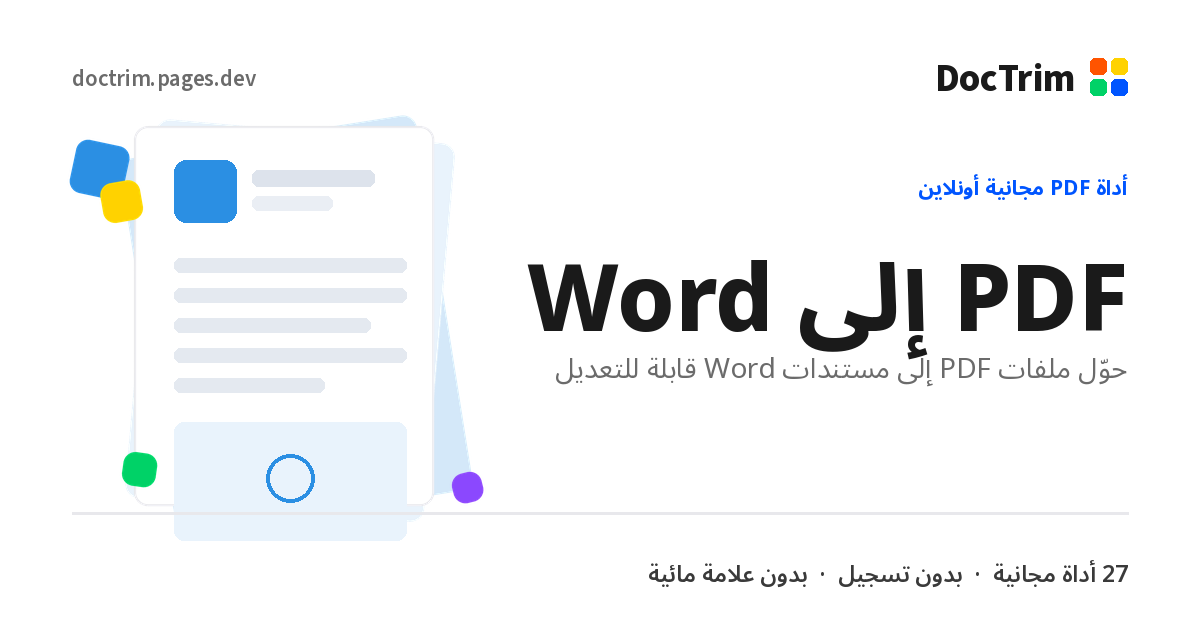 DocTrim
doctrim.pages.dev
أداة PDF مجانية أونلاين
PDF إلى Word
حوّل ملفات PDF إلى مستندات Word قابلة للتعديل
27 أداة مجانية · بدون تسجيل · بدون علامة مائية